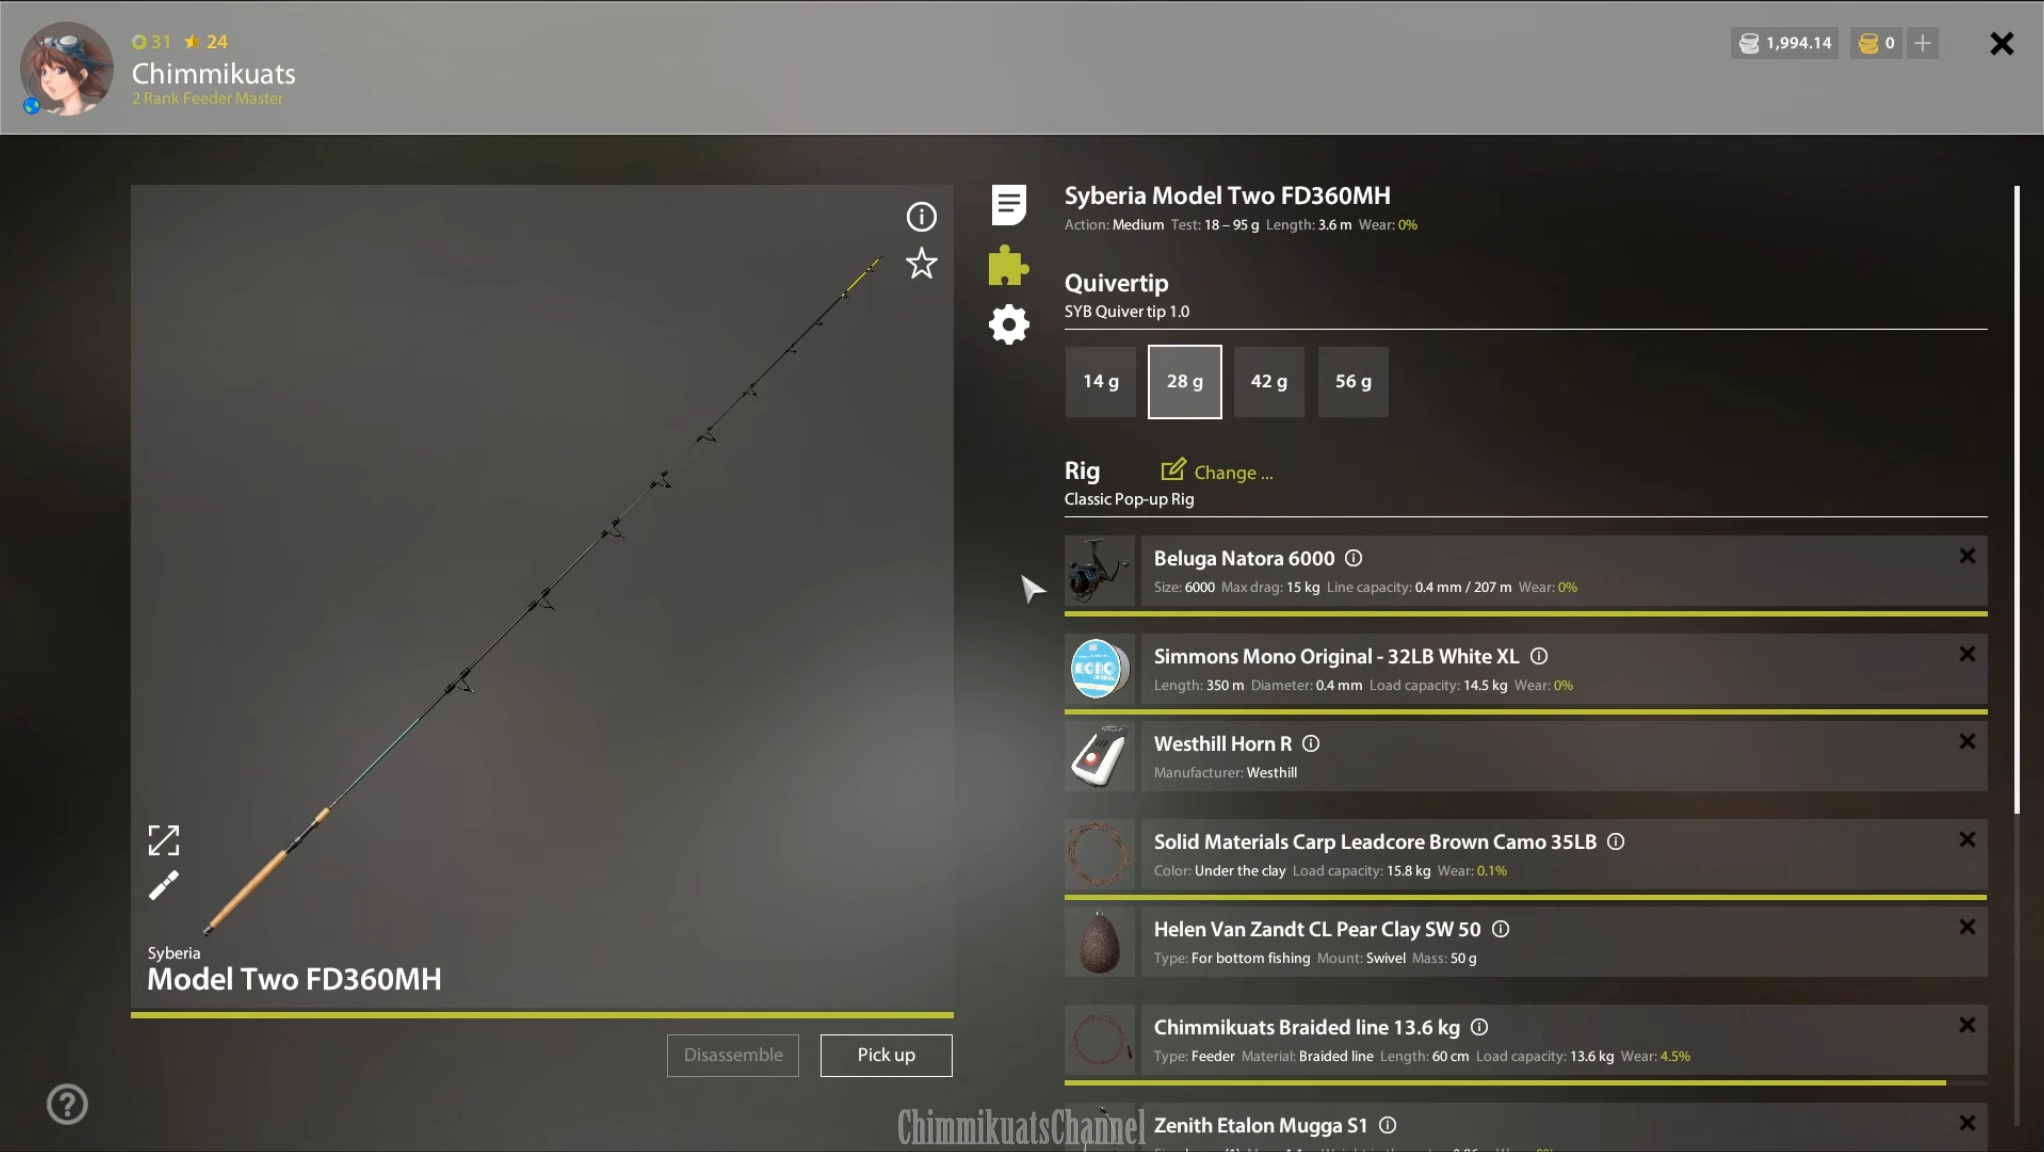 31 24
Chimmikuats
2 Rank Feeder Master
1,994.14 0
Syberia Model Two FD360MH
Action: Medium Test: 18 – 95 g Length: 3.6 m Wear: 0%
Quivertip
SYB Quiver tip 1.0
14 g 28 g 42 g 56 g
Rig Change ...
Classic Pop-up Rig
Beluga Natora 6000
Size: 6000 Max drag: 15 kg Line capacity: 0.4 mm / 207 m Wear: 0%
Simmons Mono Original - 32LB White XL
Length: 350 m Diameter: 0.4 mm Load capacity: 14.5 kg Wear: 0%
Westhill Horn R
Manufacturer: Westhill
Solid Materials Carp Leadcore Brown Camo 35LB
Color: Under the clay Load capacity: 15.8 kg Wear: 0.1%
Helen Van Zandt CL Pear Clay SW 50
Type: For bottom fishing Mount: Swivel Mass: 50 g
Chimmikuats Braided line 13.6 kg
Type: Feeder Material: Braided line Length: 60 cm Load capacity: 13.6 kg Wear: 4.5%
Zenith Etalon Mugga S1
Syberia
Model Two FD360MH
Disassemble Pick up
ChimmikuatsChannel
MONO